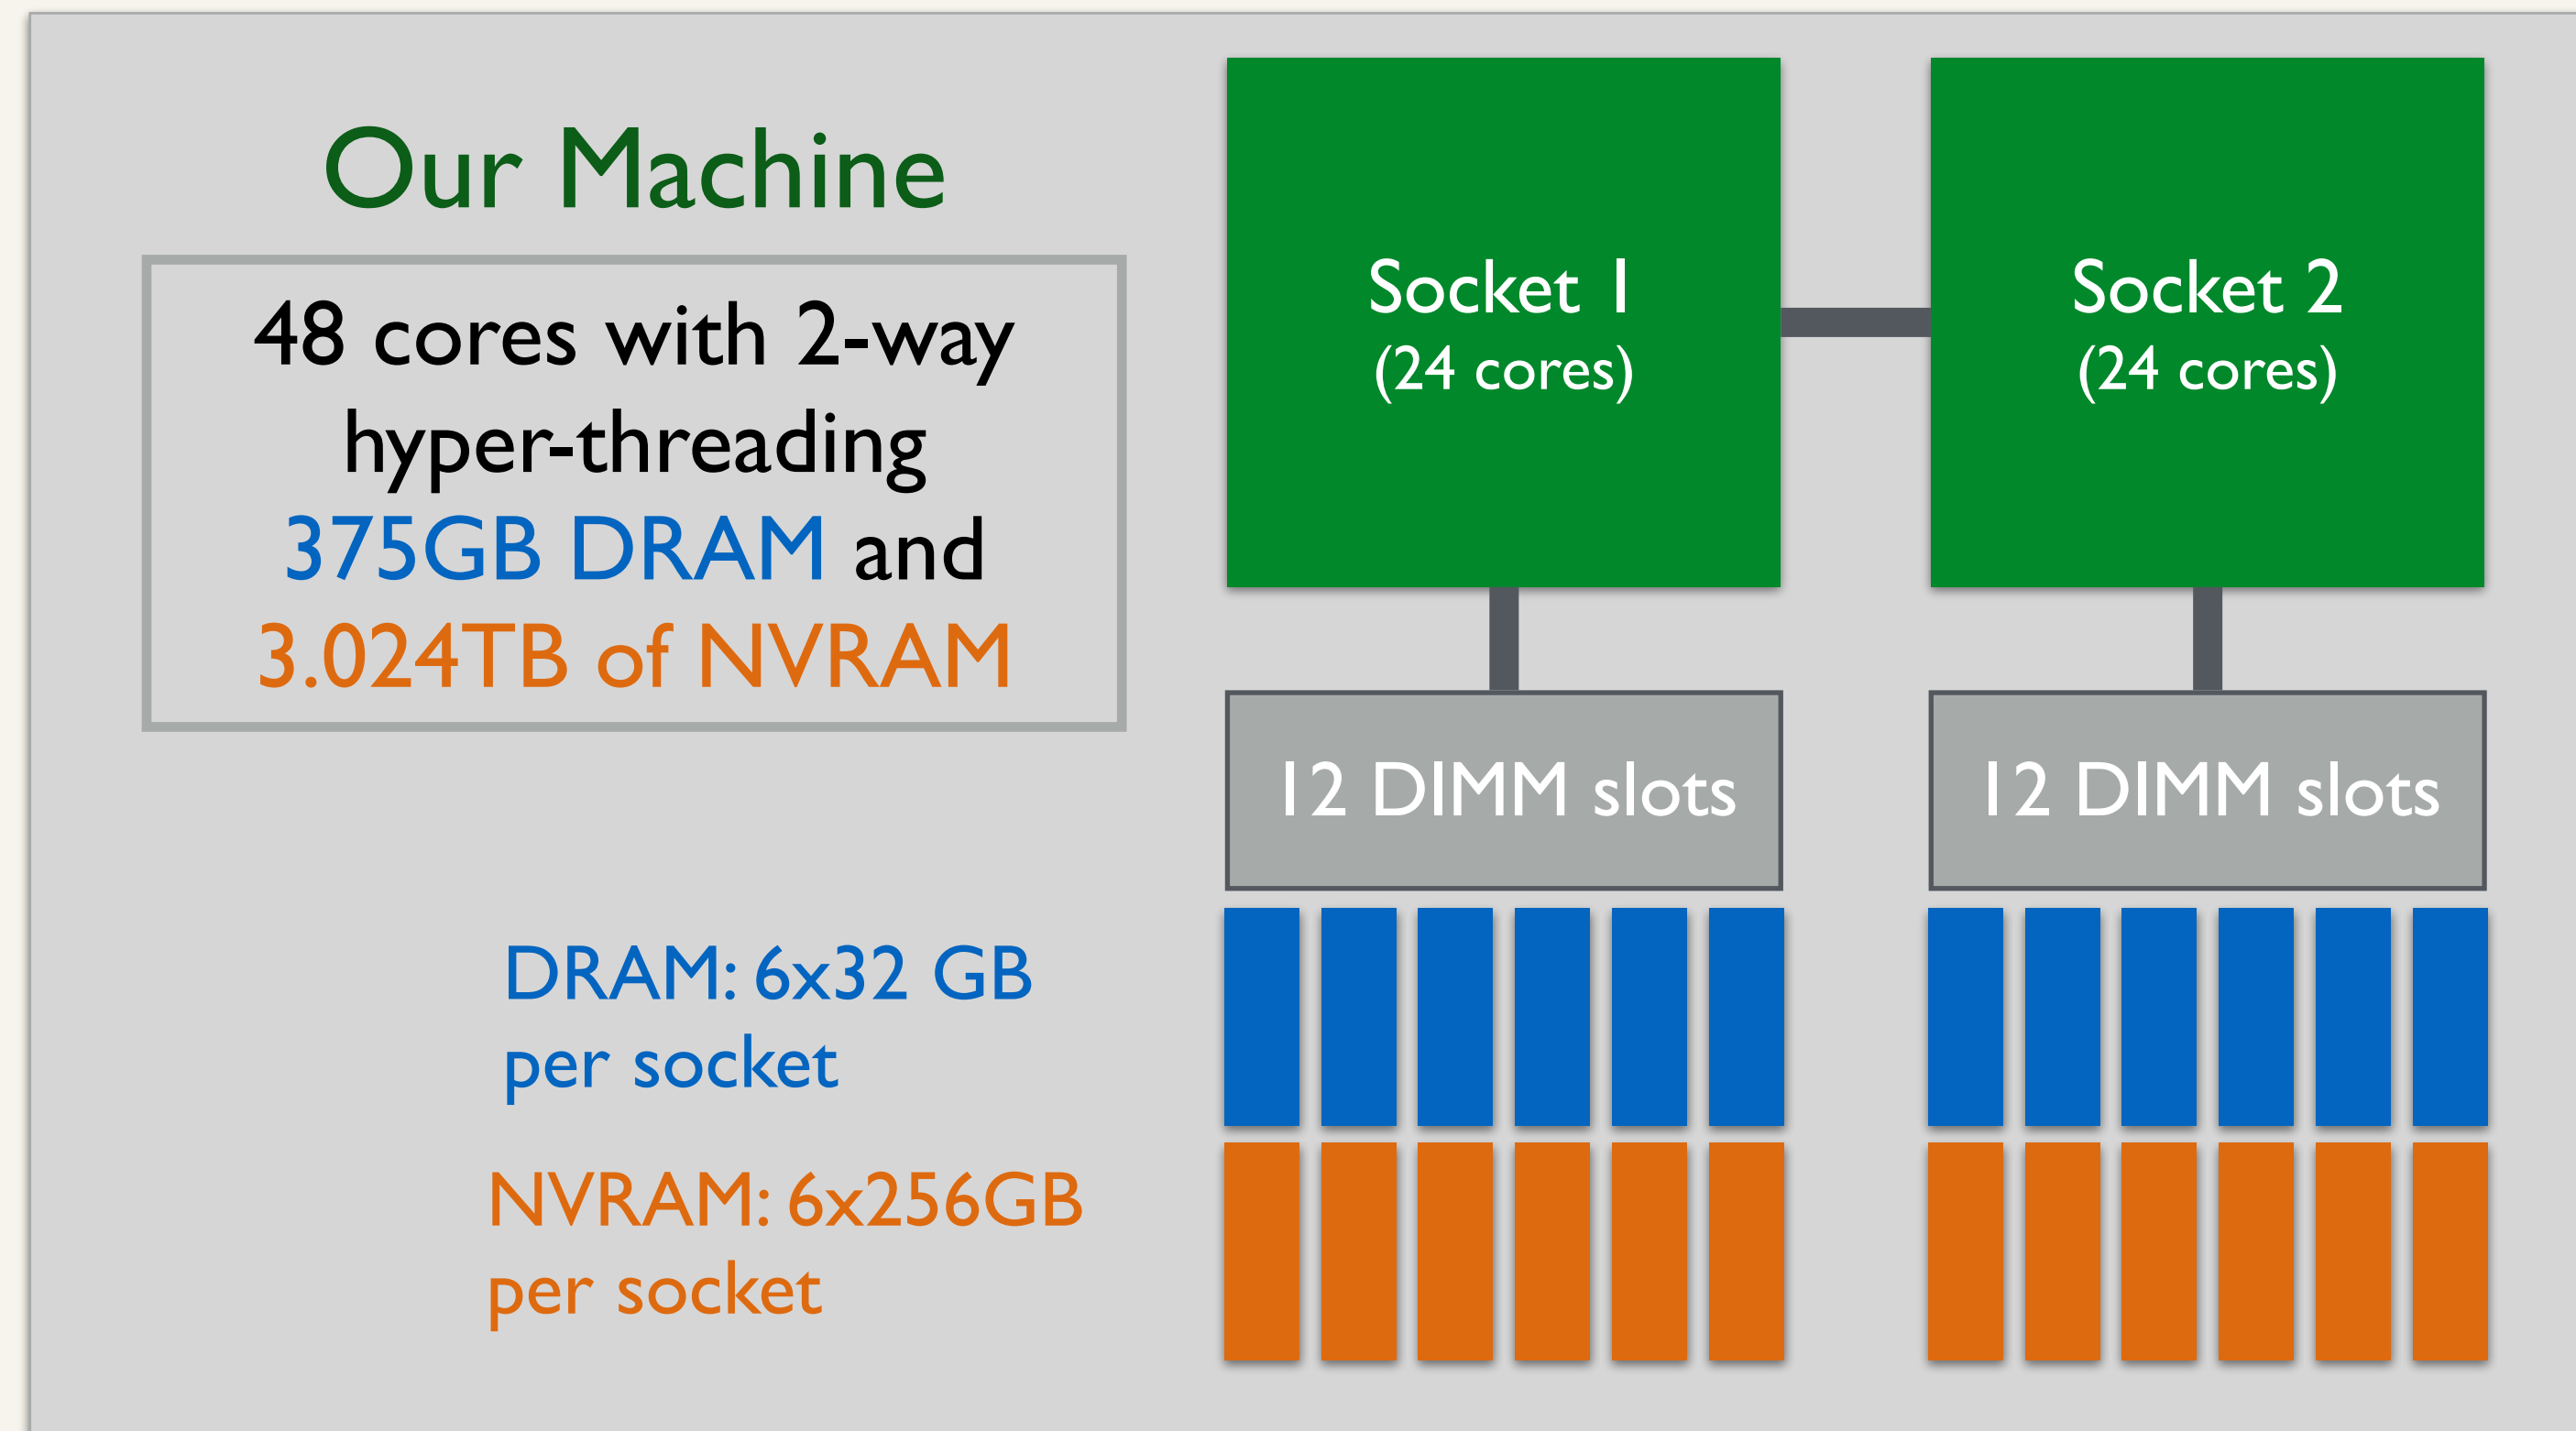 Our Machine
48 cores with 2-way
hyper-threading
375GB DRAM and
3.024TB of NVRAM
Socket 1
(24 cores)
Socket 2
(24 cores)
12 DIMM slots
12 DIMM slots
DRAM: 6x32 GB
per socket
NVRAM: 6x256GB
per socket